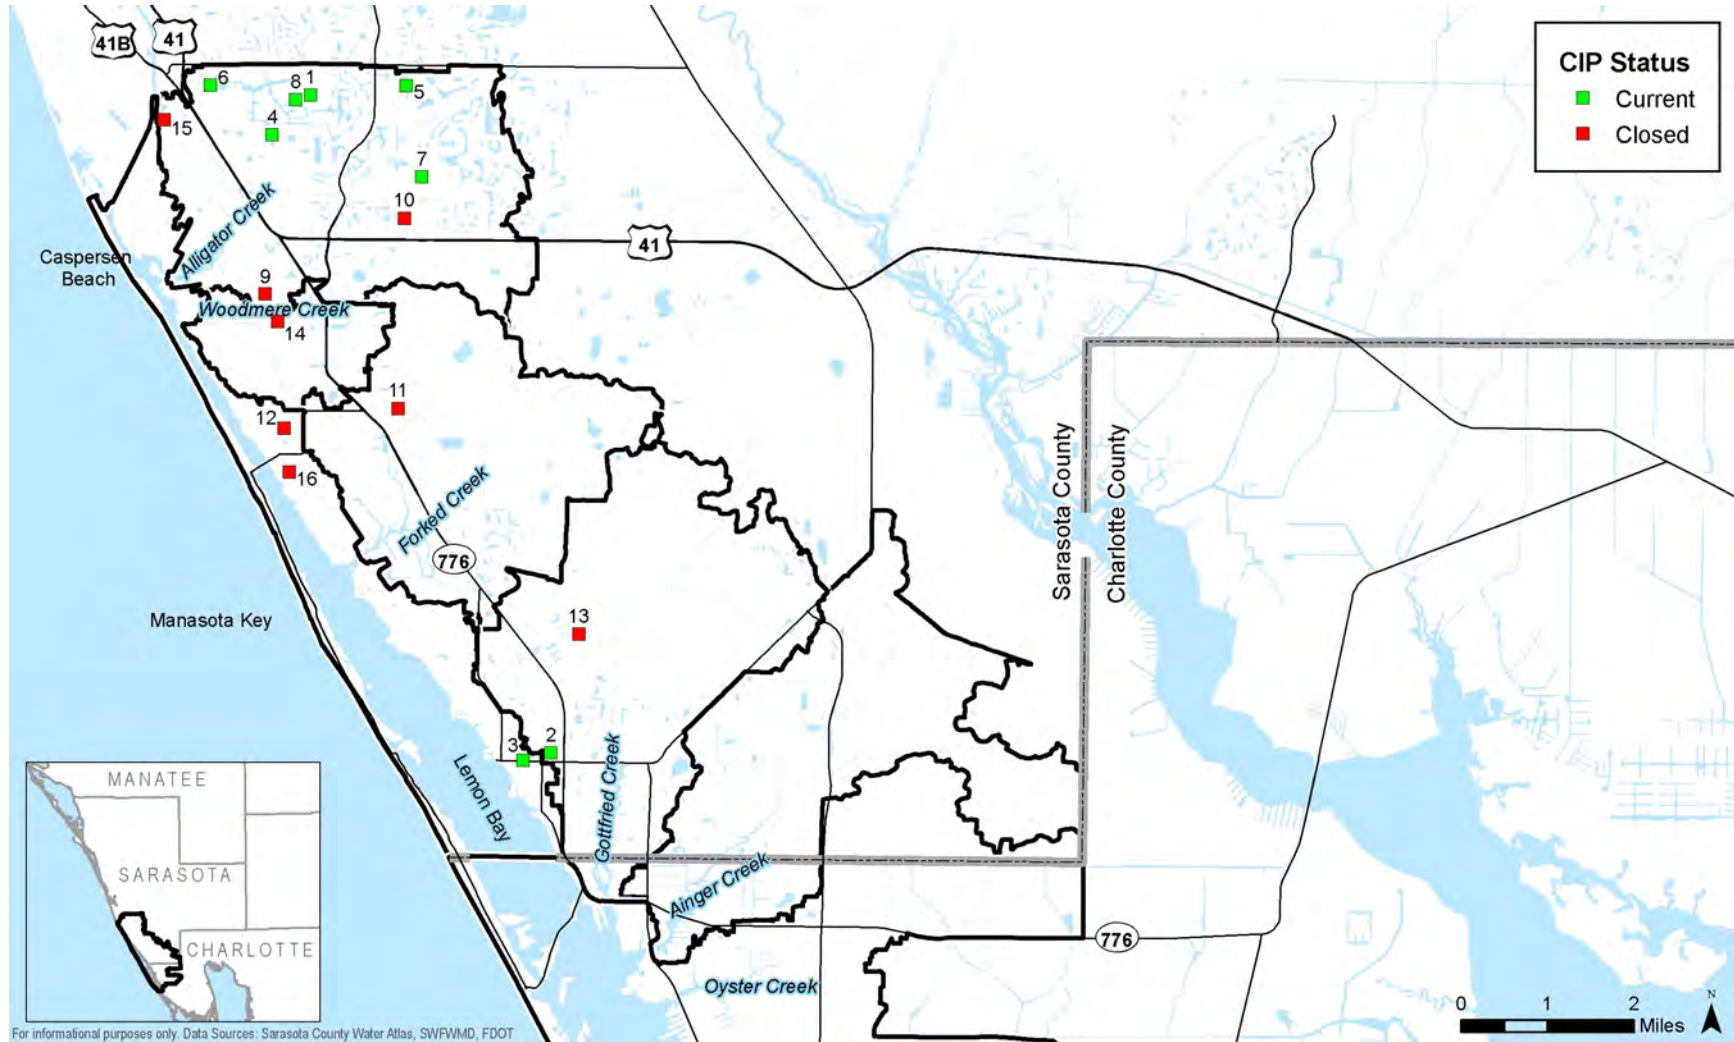 41B
41
CIP Status
Current
Closed
6
8
1
5
15
4
7
10
Alligator Creek
41
Caspersen
Beach
9
Woodmere Creek
14
11
12
16
Forked Creek
776
Sarasota County
Charlotte County
Manasota Key
13
3
2
Lemon Bay
Gottfried Creek
Ainger Creek
776
Oyster Creek
MANATEE
SARASOTA
CHARLOTTE
N
0 1 2
Miles
For informational purposes only. Data Sources: Sarasota County Water Atlas, SWFWMD, FDOT